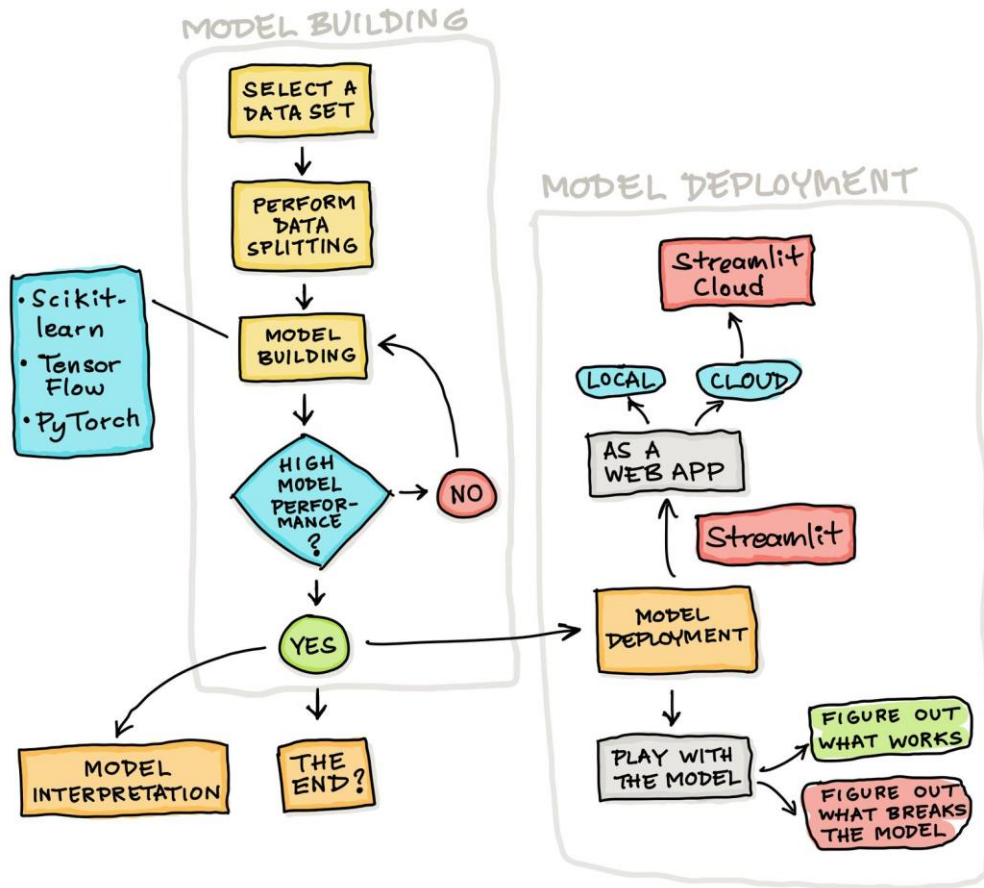 MODEL BUILDING
SELECT A
DATA SET
PERFORM
DATA
SPLITTING
• Scikit-
learn
• Tensor
Flow
• PyTorch
MODEL
BUILDING
HIGH
MODEL
PERFOR-
MANCE
?
NO
YES
MODEL
INTERPRETATION
THE
END?
MODEL DEPLOYMENT
Streamlit
Cloud
LOCAL
CLOUD
AS A
WEB APP
Streamlit
MODEL
DEPLOYMENT
PLAY WITH
THE MODEL
FIGURE OUT
WHAT WORKS
FIGURE OUT
WHAT BREAKS
THE MODEL